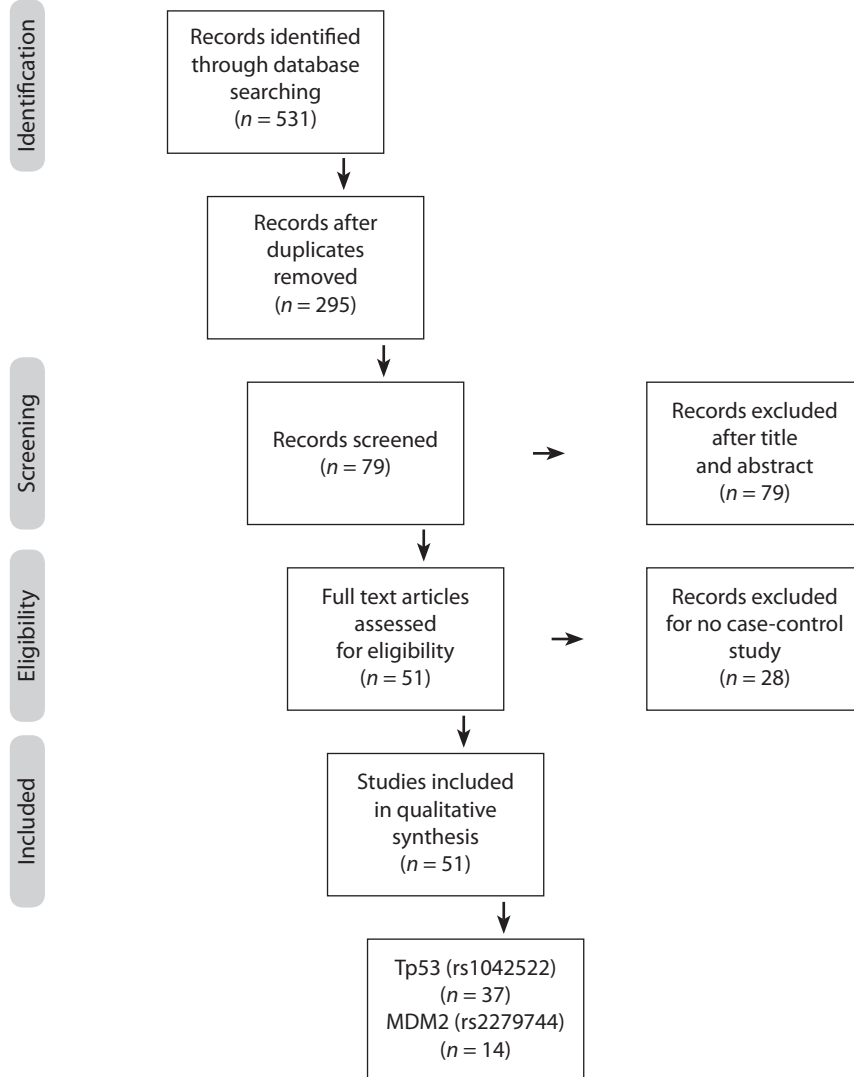 Identification
Records identified
through database
searching
(n = 531)
Records after
duplicates
removed
(n = 295)
Screening
Records screened
(n = 79)
Records excluded
after title
and abstract
(n = 79)
Eligibility
Full text articles
assessed
for eligibility
(n = 51)
Records excluded
for no case-control
study
(n = 28)
Included
Studies included
in qualitative
synthesis
(n = 51)
Tp53 (rs1042522)
(n = 37)
MDM2 (rs2279744)
(n = 14)